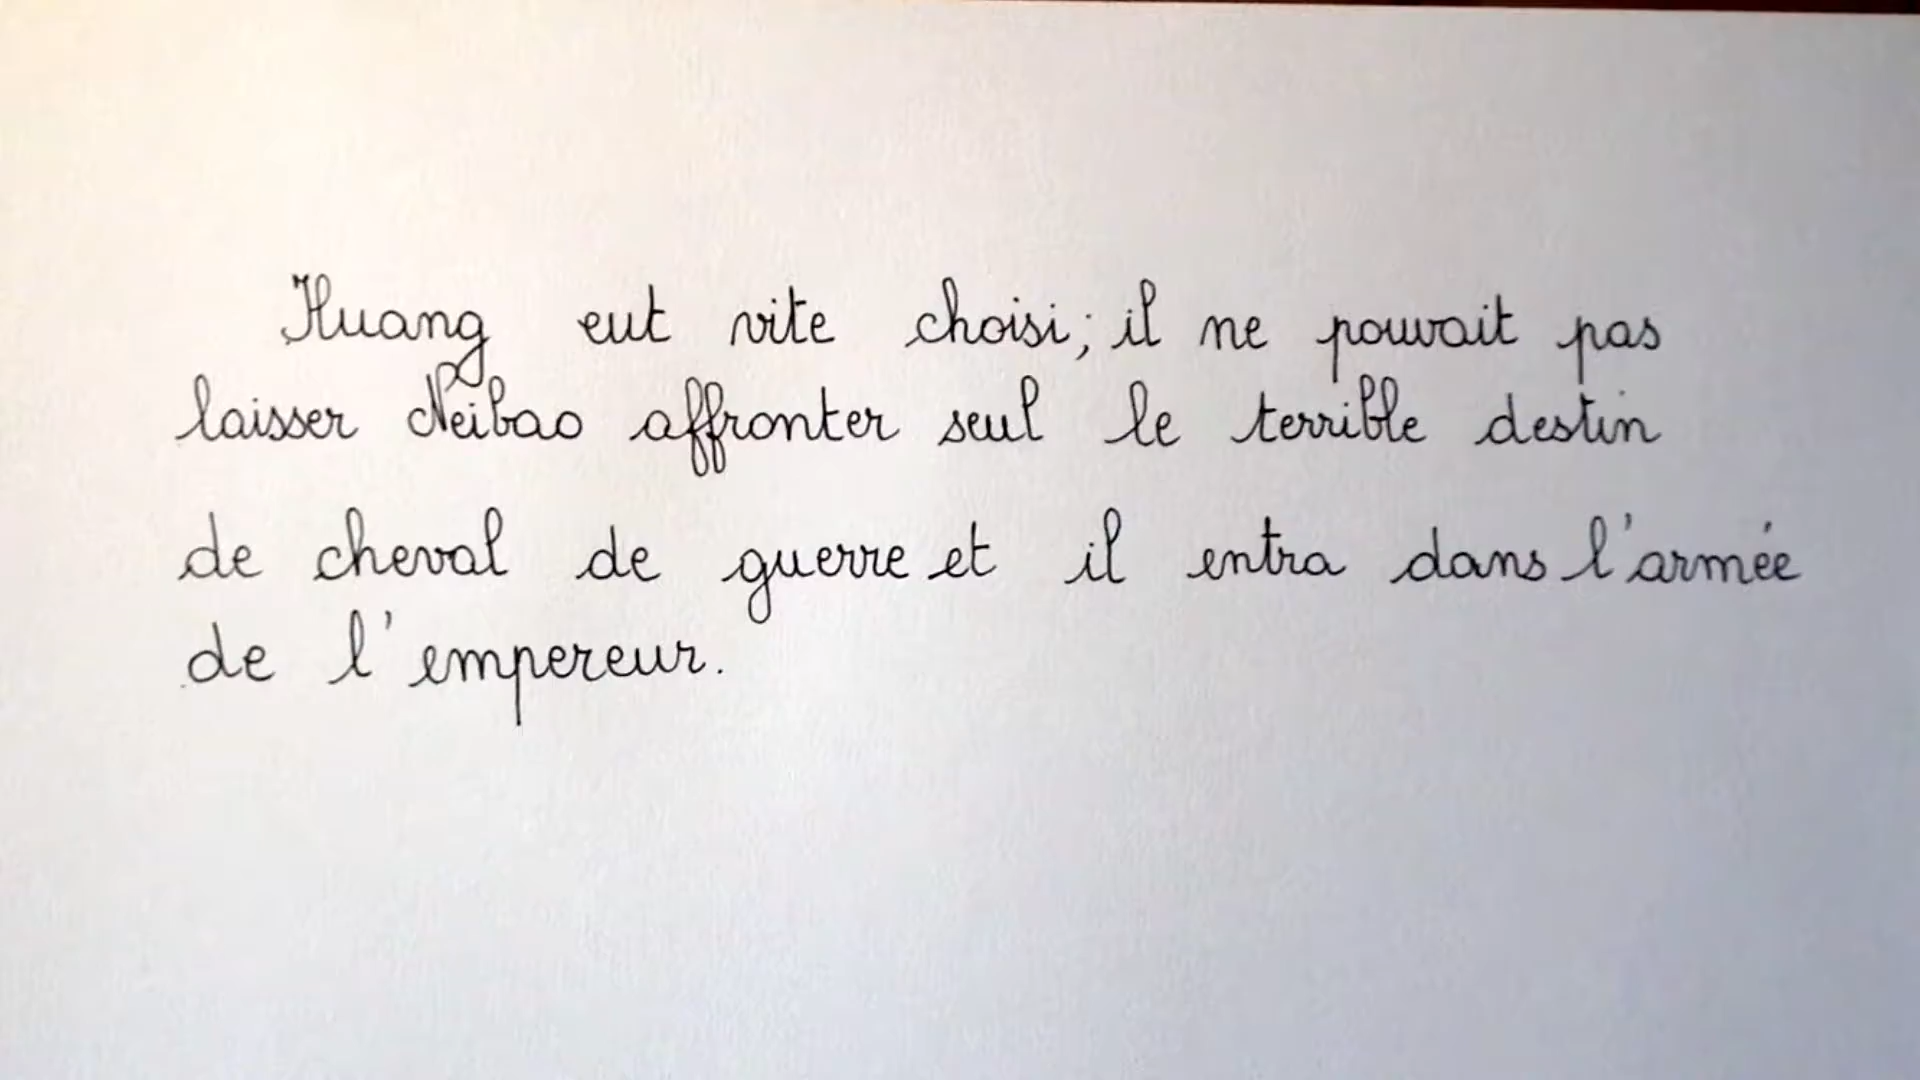 Huang eut vite choisi; il ne pouvait pas
laisser Neibao affronter seul le terrible destin
de cheval de guerre et il entra dans l'armée
de l'empereur.